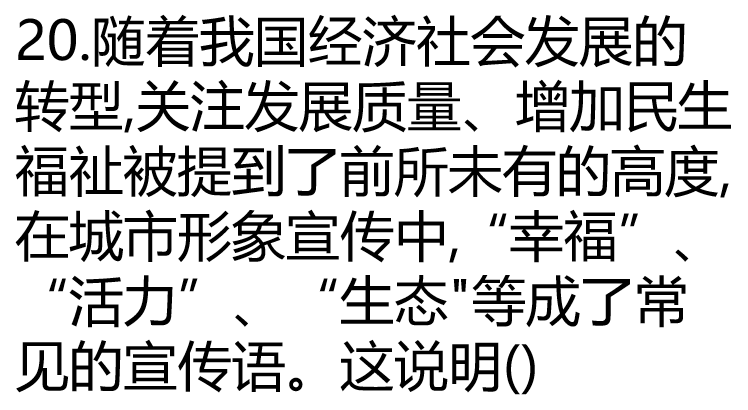 20.随着我国经济社会发展的
转型,关注发展质量、增加民生
福祉被提到了前所未有的高度,
在城市形象宣传中,“幸福”、
“活力”、“生态"等成了常
见的宣传语。这说明()